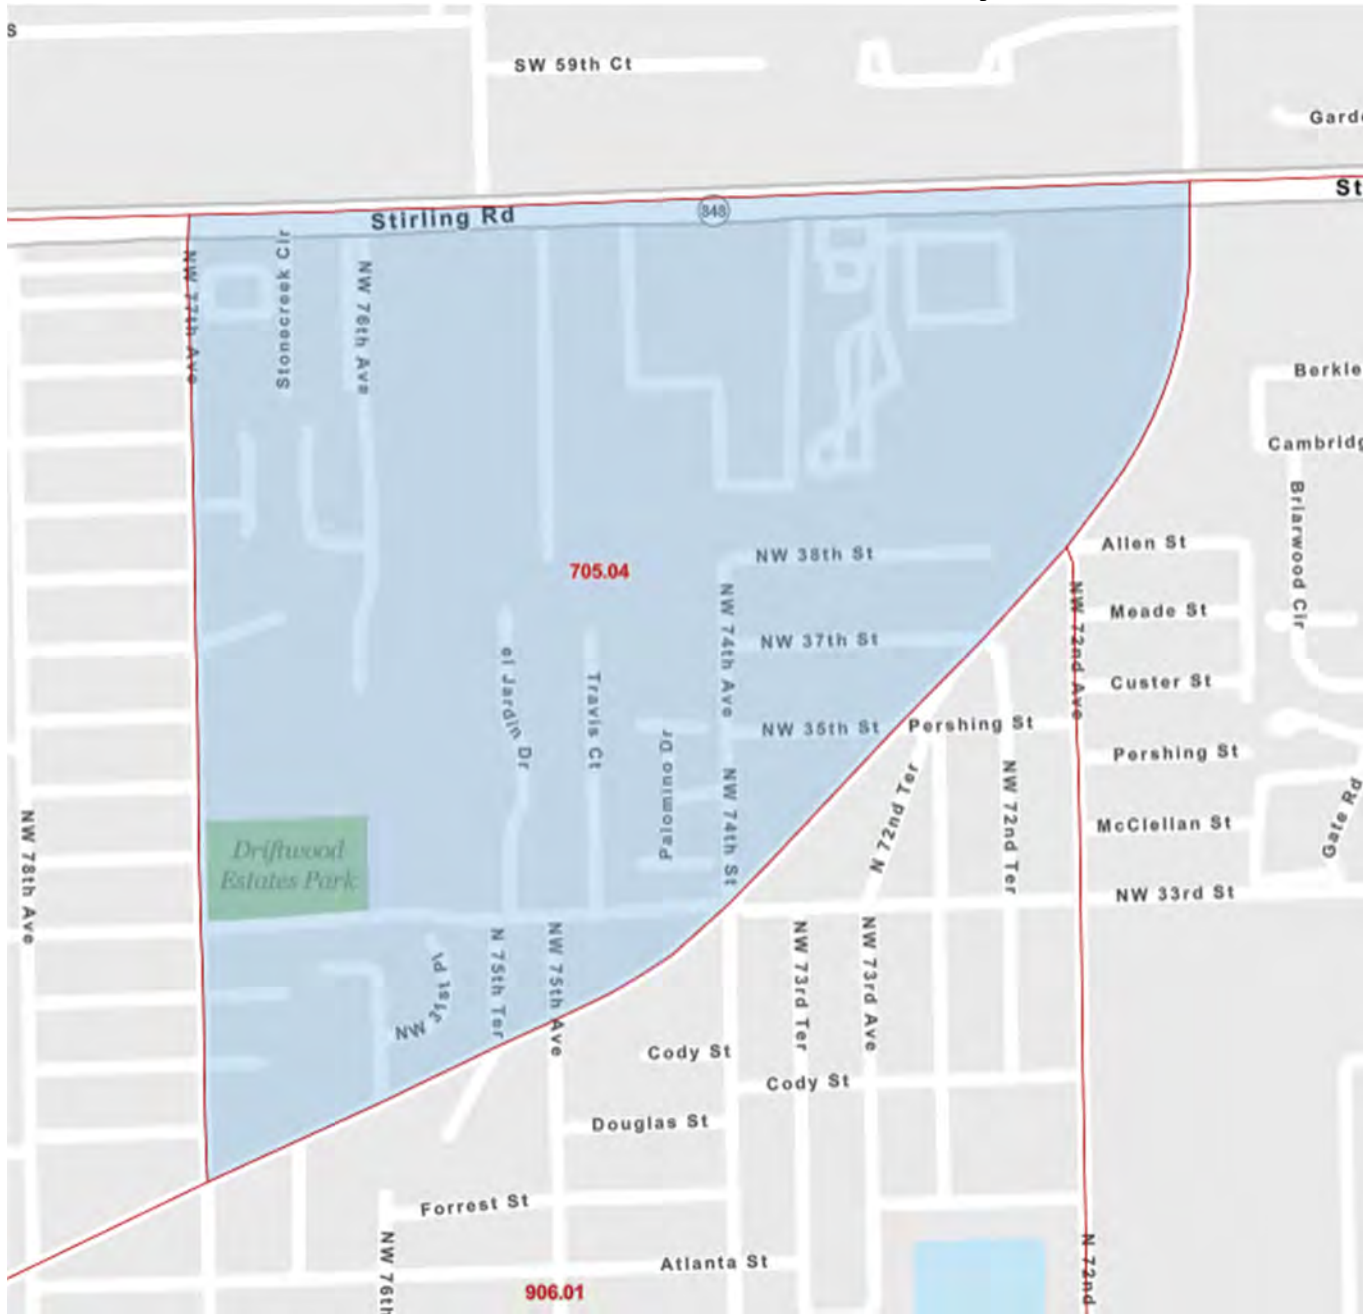 S
SW 59th Ct
Garde
St
Stirling Rd
848
NW 77th Ave
Stonecreek Cir
NW 76th Ave
Berkle
Cambridg
Briarwood Cir
Allen St
NW 38th St
705.04
NW 72nd Ave
Meade St
NW 74th Ave
NW 37th St
el Jardin Dr
Travis Ct
Custer St
Pershing St
NW 35th St
Palomino Dr
Pershing St
NW 74th St
N 72nd Ter
NW 72nd Ter
Gate Rd
McClellan St
NW 78th Ave
Driftwood
Estates Park
NW 33rd St
NW 31st Pl
N 75th Ter
NW 75th Ave
NW 73rd Ter
NW 73rd Ave
Cody St
Cody St
Douglas St
Forrest St
NW 76th
Atlanta St
N 72nd
906.01